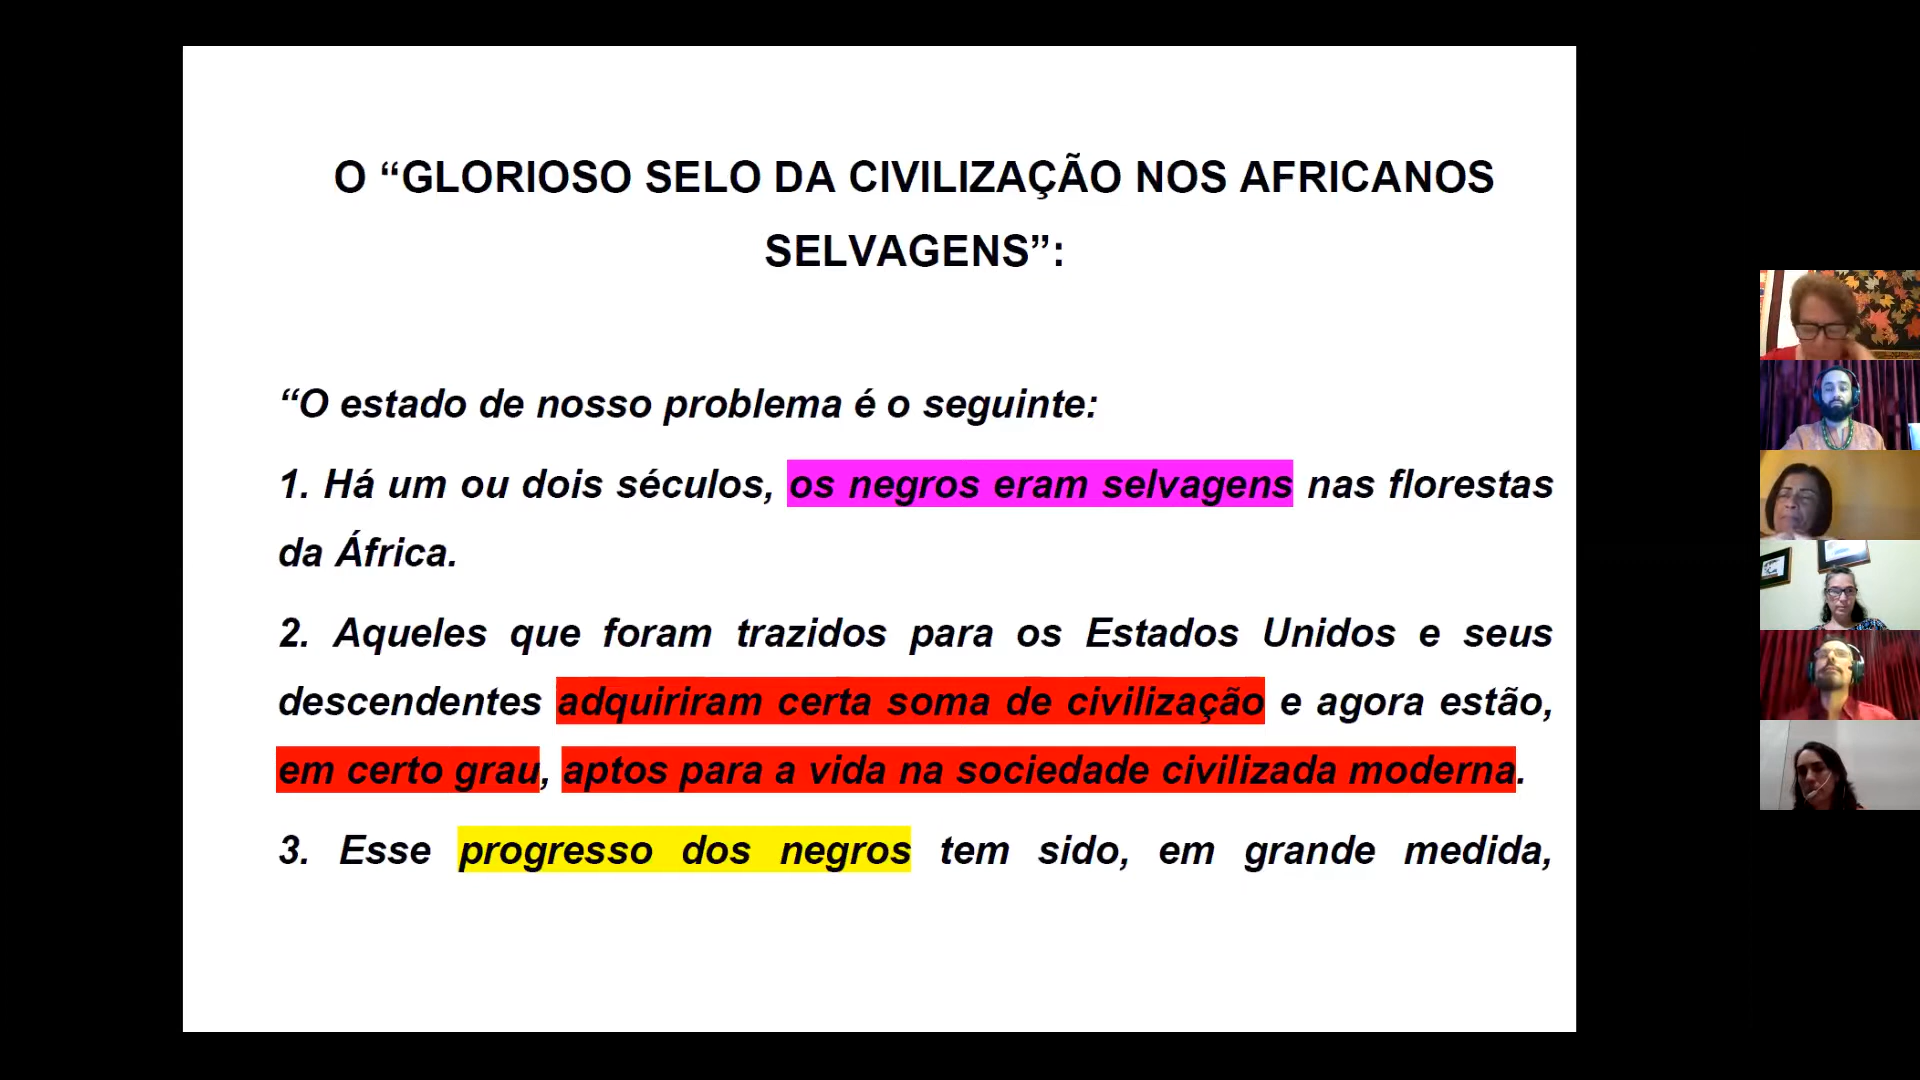 O “GLORIOSO SELO DA CIVILIZAÇÃO NOS AFRICANOS
SELVAGENS”:
“O estado de nosso problema é o seguinte:
1. Há um ou dois séculos, os negros eram selvagens nas florestas
da África.
2. Aqueles que foram trazidos para os Estados Unidos e seus
descendentes adquiriram certa soma de civilização e agora estão,
em certo grau, aptos para a vida na sociedade civilizada moderna.
3. Esse progresso dos negros tem sido, em grande medida,